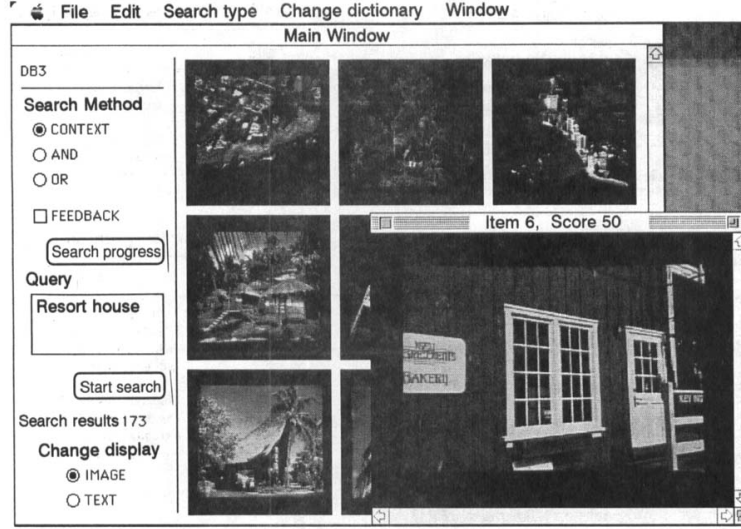 File Edit Search type Change dictionary Window
Main Window
DB3
Search Method
CONTEXT
AND
OR
FEEDBACK
Search progress
Query
Resort house
Start search
Search results 173
Change display
IMAGE
TEXT
Item 6, Score 50
BAKERY